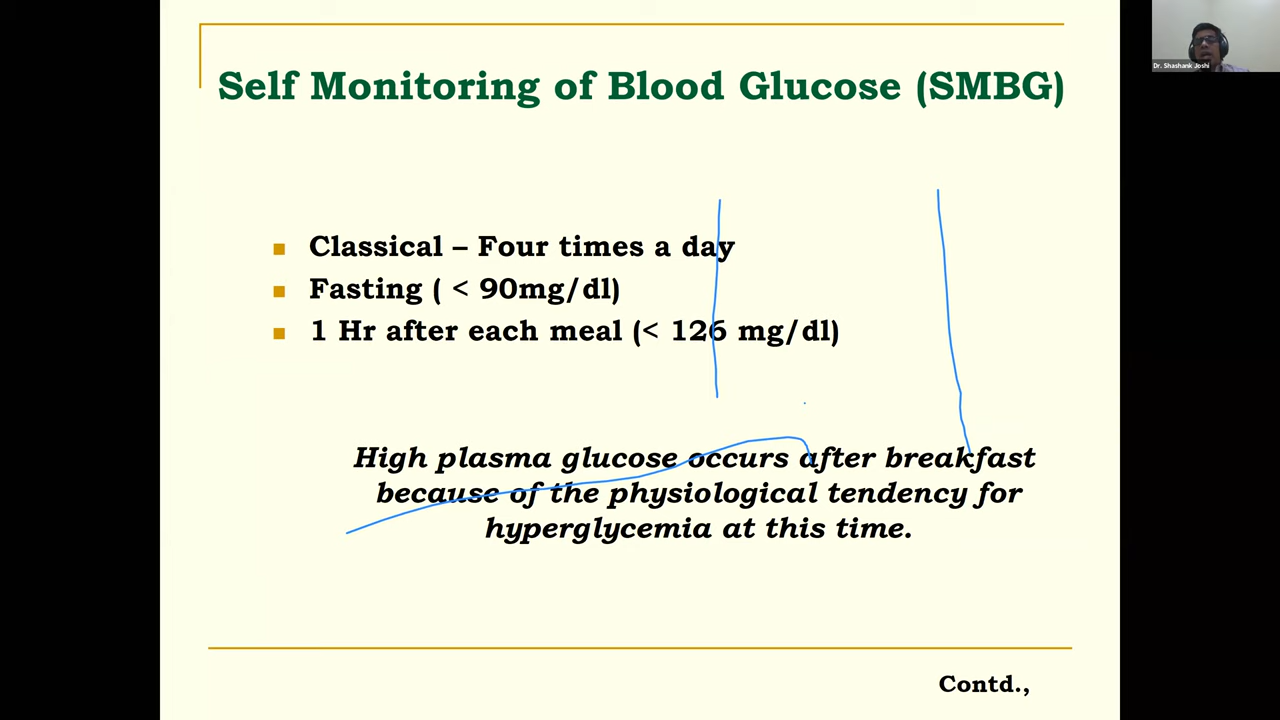 Dr. Shashank Joshi
Self Monitoring of Blood Glucose (SMBG)
Classical – Four times a day
Fasting ( < 90mg/dl)
1 Hr after each meal (< 126 mg/dl)
High plasma glucose occurs after breakfast
because of the physiological tendency for
hyperglycemia at this time.
Contd.,